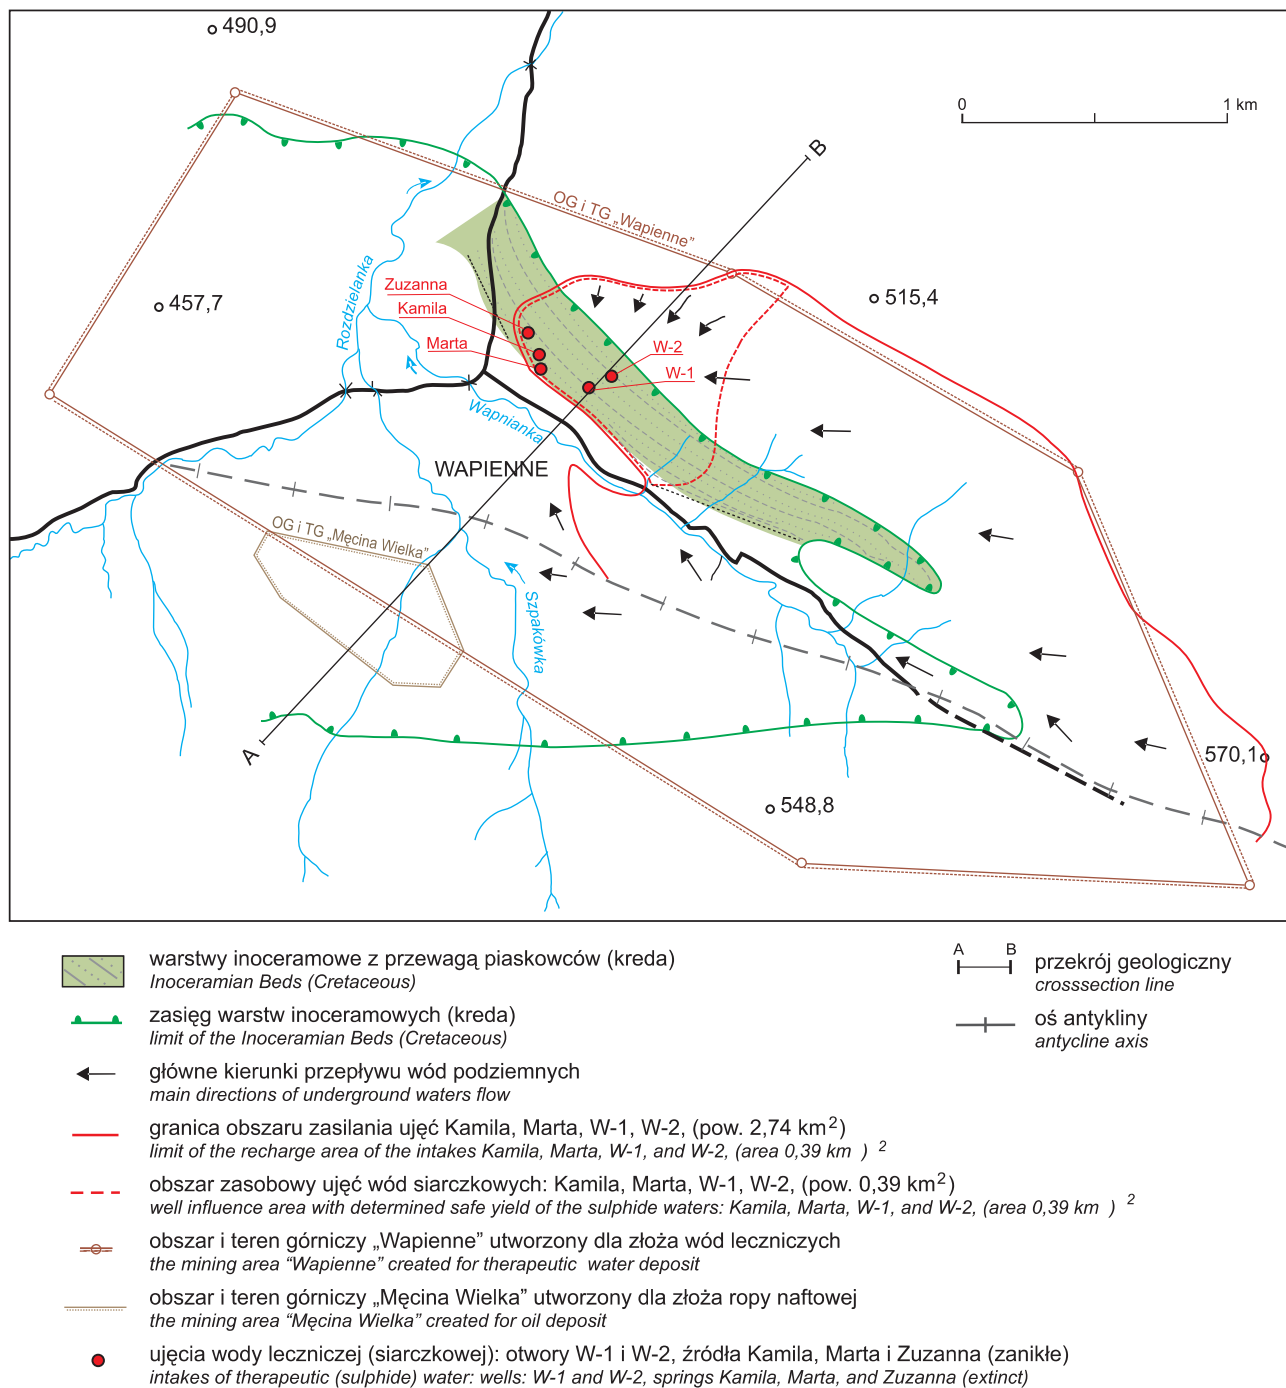 490,9
0 1 km
B
OG i TG „Wapienne”
Rozdzielanka
Zuzanna
457,7
515,4
Kamila
Marta
W-2
W-1
Wapnianka
WAPIENNE
OG i TG „Męcina Wielka”
Szpakówka
A
570,1
548,8
warstwy inoceramowe z przewagą piaskowców (kreda)
Inoceramian Beds (Cretaceous)
zasięg warstw inoceramowych (kreda)
limit of the Inoceramian Beds (Cretaceous)
główne kierunki przepływu wód podziemnych
main directions of underground waters flow
granica obszaru zasilania ujęć Kamila, Marta, W-1, W-2, (pow. 2,74 km²)
limit of the recharge area of the intakes Kamila, Marta, W-1, and W-2, (area 0,39 km ) ²
obszar zasobowy ujęć wód siarczkowych: Kamila, Marta, W-1, W-2, (pow. 0,39 km²)
well influence area with determined safe yield of the sulphide waters: Kamila, Marta, W-1, and W-2, (area 0,39 km ) ²
obszar i teren górniczy „Wapienne” utworzony dla złoża wód leczniczych
the mining area “Wapienne” created for therapeutic water deposit
obszar i teren górniczy „Męcina Wielka” utworzony dla złoża ropy naftowej
the mining area “Męcina Wielka” created for oil deposit
ujęcia wody leczniczej (siarczkowej): otwory W-1 i W-2, źródła Kamila, Marta i Zuzanna (zanikłe)
intakes of therapeutic (sulphide) water: wells: W-1 and W-2, springs Kamila, Marta, and Zuzanna (extinct)
A B
przekrój geologiczny
crosssection line
oś antykliny
antycline axis